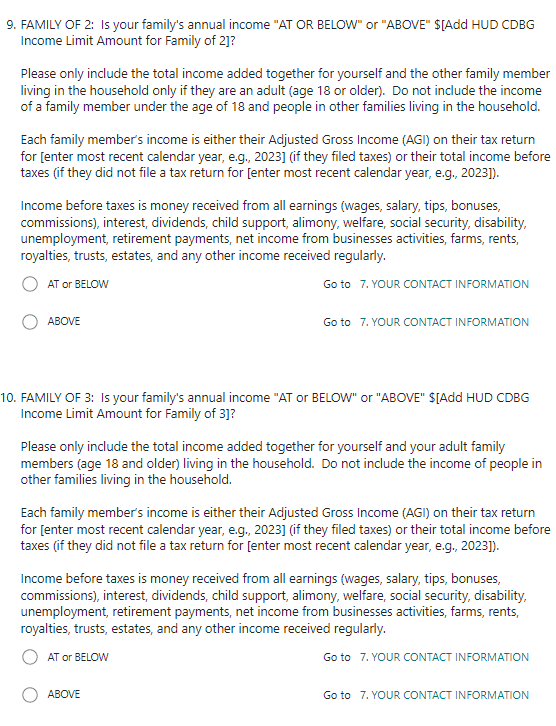 9. FAMILY OF 2:  Is your family's annual income "AT OR BELOW" or "ABOVE" $[Add HUD CDBG
Income Limit Amount for Family of 2]?
Please only include the total income added together for yourself and the other family member
living in the household only if they are an adult (age 18 or older).  Do not include the income
of a family member under the age of 18 and people in other families living in the household.
Each family member's income is either their Adjusted Gross Income (AGI) on their tax return
for [enter most recent calendar year, e.g., 2023] (if they filed taxes) or their total income before
taxes (if they did not file a tax return for [enter most recent calendar year, e.g., 2023]).
Income before taxes is money received from all earnings (wages, salary, tips, bonuses,
commissions), interest, dividends, child support, alimony, welfare, social security, disability,
unemployment, retirement payments, net income from businesses activities, farms, rents,
royalties, trusts, estates, and any other income received regularly.
AT or BELOW Go to 7. YOUR CONTACT INFORMATION
ABOVE Go to 7. YOUR CONTACT INFORMATION
10. FAMILY OF 3:  Is your family's annual income "AT or BELOW" or "ABOVE" $[Add HUD CDBG
Income Limit Amount for Family of 3]?
Please only include the total income added together for yourself and your adult family
members (age 18 and older) living in the household.  Do not include the income of people in
other families living in the household.
Each family member's income is either their Adjusted Gross Income (AGI) on their tax return
for [enter most recent calendar year, e.g., 2023] (if they filed taxes) or their total income before
taxes (if they did not file a tax return for [enter most recent calendar year, e.g., 2023]).
Income before taxes is money received from all earnings (wages, salary, tips, bonuses,
commissions), interest, dividends, child support, alimony, welfare, social security, disability,
unemployment, retirement payments, net income from businesses activities, farms, rents,
royalties, trusts, estates, and any other income received regularly.
AT or BELOW Go to 7. YOUR CONTACT INFORMATION
ABOVE Go to 7. YOUR CONTACT INFORMATION